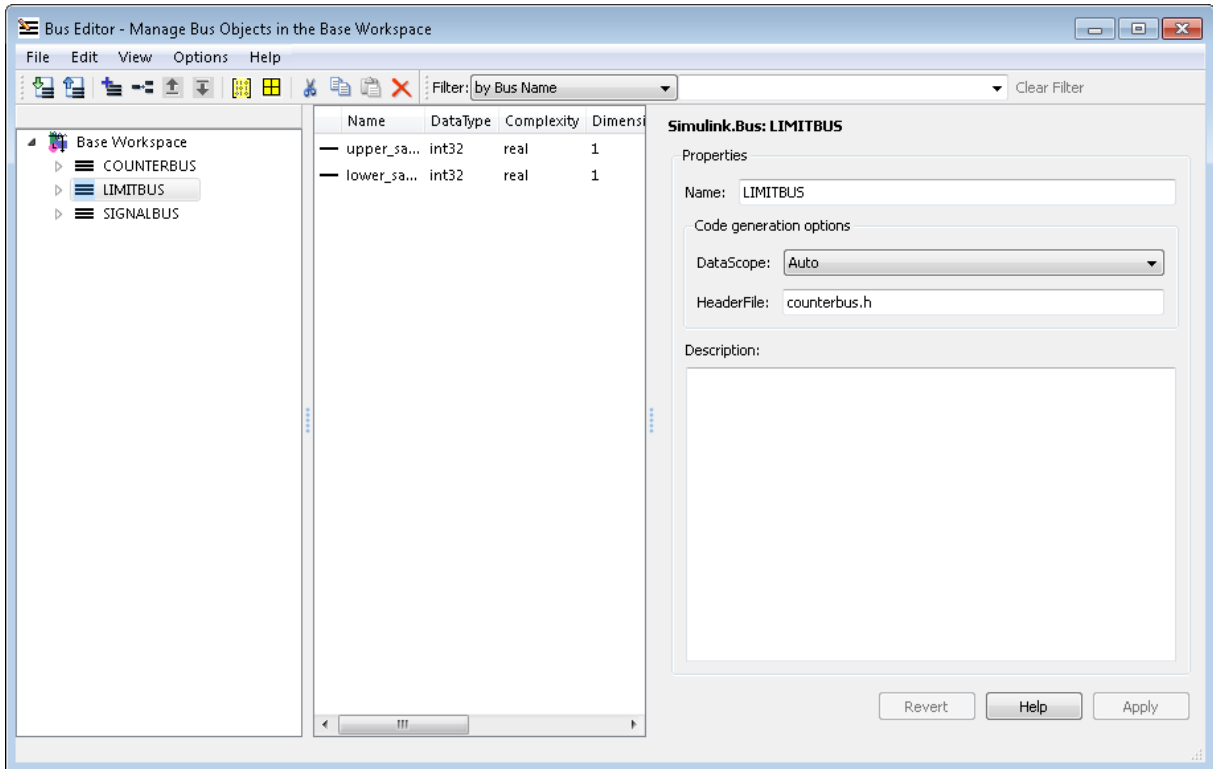 Bus Editor - Manage Bus Objects in the Base Workspace
File Edit View Options Help
Filter: by Bus Name Clear Filter
Base Workspace
COUNTERBUS
LIMITBUS
SIGNALBUS
Name DataType Complexity Dimensi
upper_sa... int32 real 1
lower_sa... int32 real 1
Simulink.Bus: LIMITBUS
Properties
Name: LIMITBUS
Code generation options
DataScope: Auto
HeaderFile: counterbus.h
Description:
Revert Help Apply